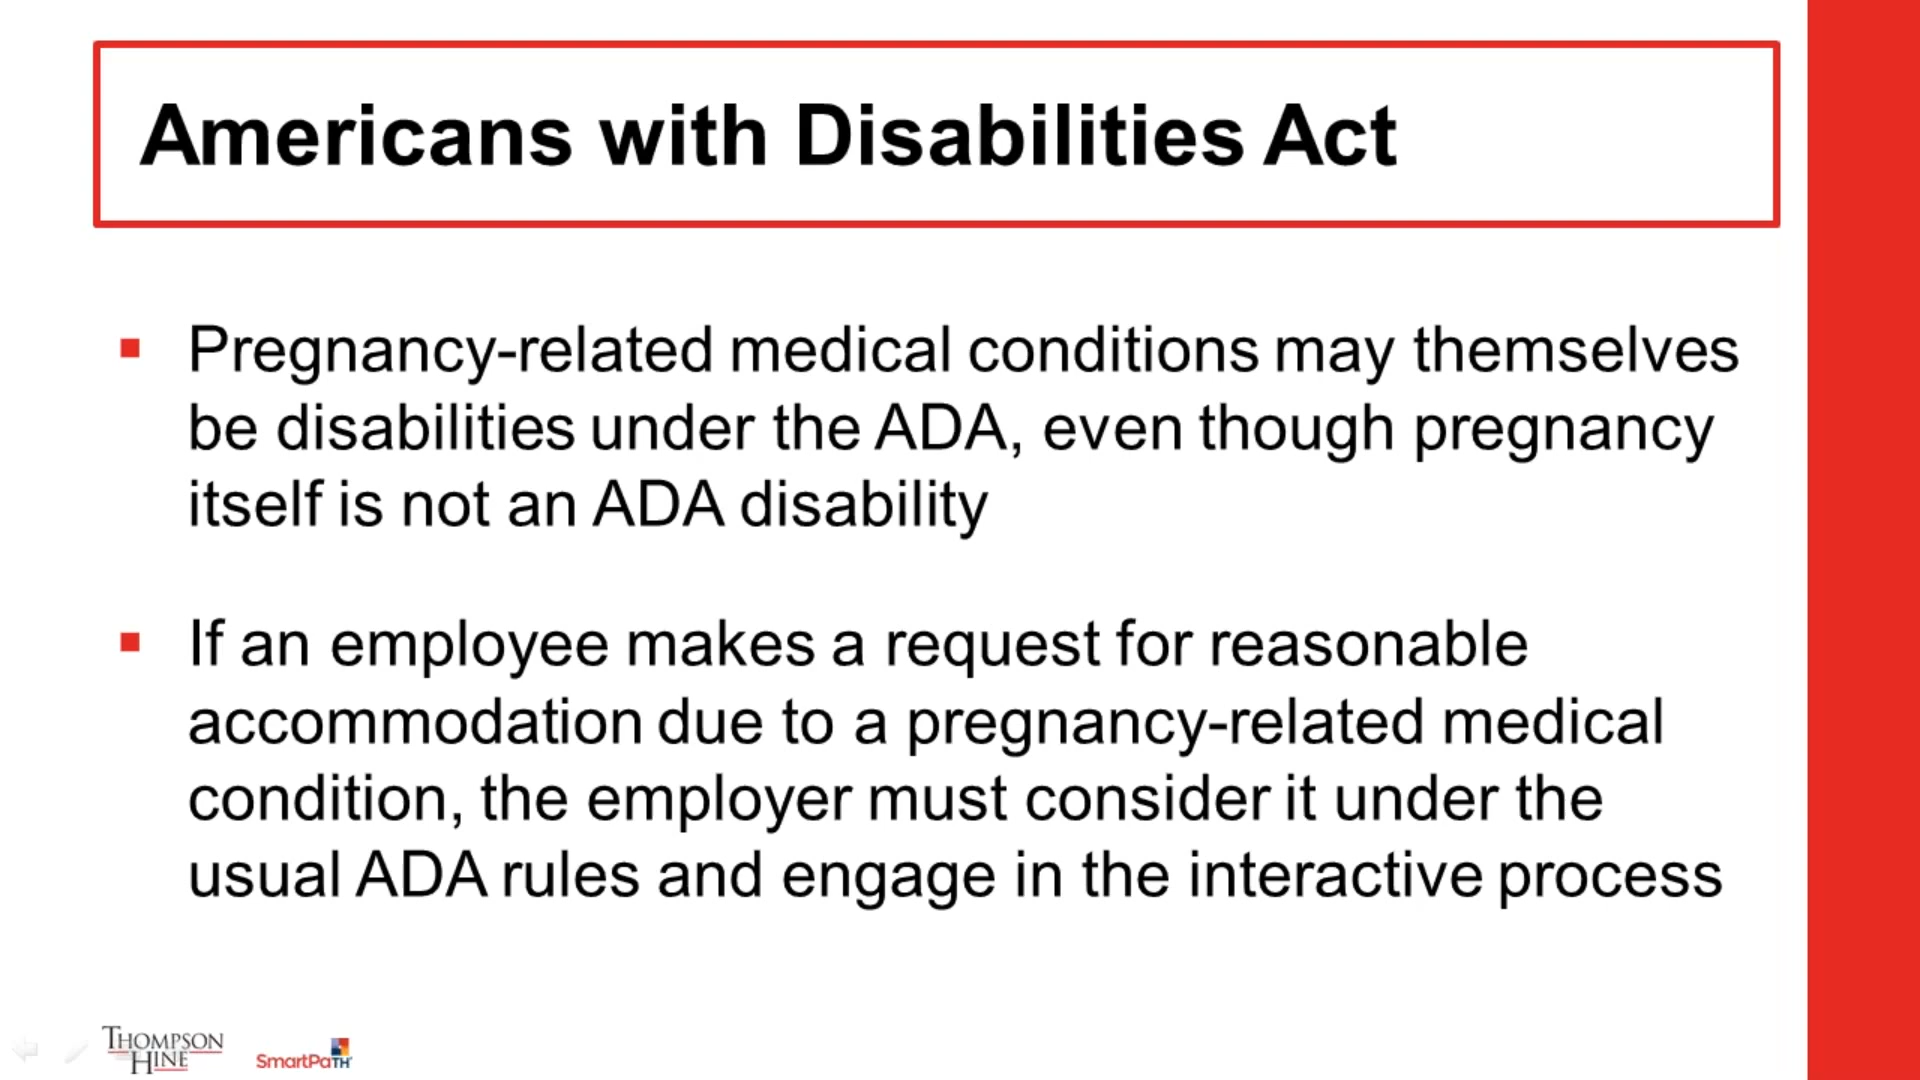 Americans with Disabilities Act
Pregnancy-related medical conditions may themselves
be disabilities under the ADA, even though pregnancy
itself is not an ADA disability
If an employee makes a request for reasonable
accommodation due to a pregnancy-related medical
condition, the employer must consider it under the
usual ADA rules and engage in the interactive process
THOMPSON
HINE
SmartPaTH